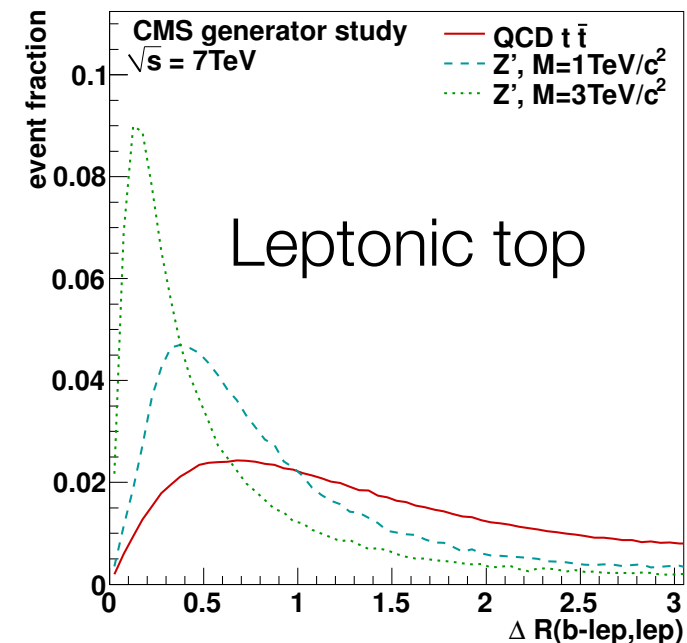 CMS generator study
√s = 7TeV
QCD t t̄
Z', M=1TeV/c²
Z', M=3TeV/c²
event fraction
0.1
0.08
0.06
0.04
0.02
0
Leptonic top
0 0.5 1 1.5 2 2.5 3
Δ R(b-lep,lep)